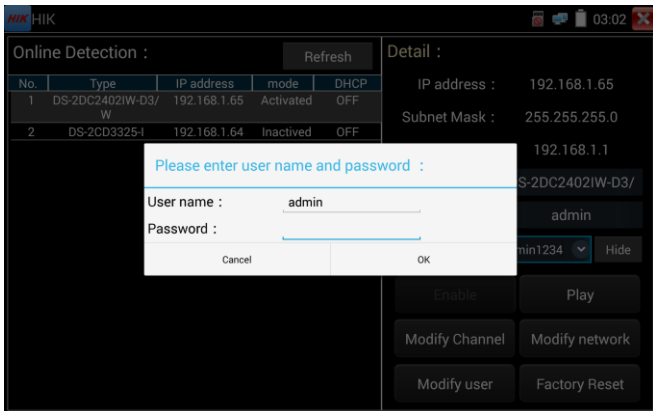 HIK HIK 03:02
Online Detection : Refresh
No. Type IP address mode DHCP
1 DS-2DC2402IW-D3/W 192.168.1.65 Activated OFF
2 DS-2CD3325-I 192.168.1.64 Inactived OFF
Detail :
IP address : 192.168.1.65
Subnet Mask : 255.255.255.0
192.168.1.1
S-2DC2402IW-D3/
admin
min1234 Hide
Please enter user name and password :
User name : admin
Password :
Cancel OK
Enable Play
Modify Channel Modify network
Modify user Factory Reset